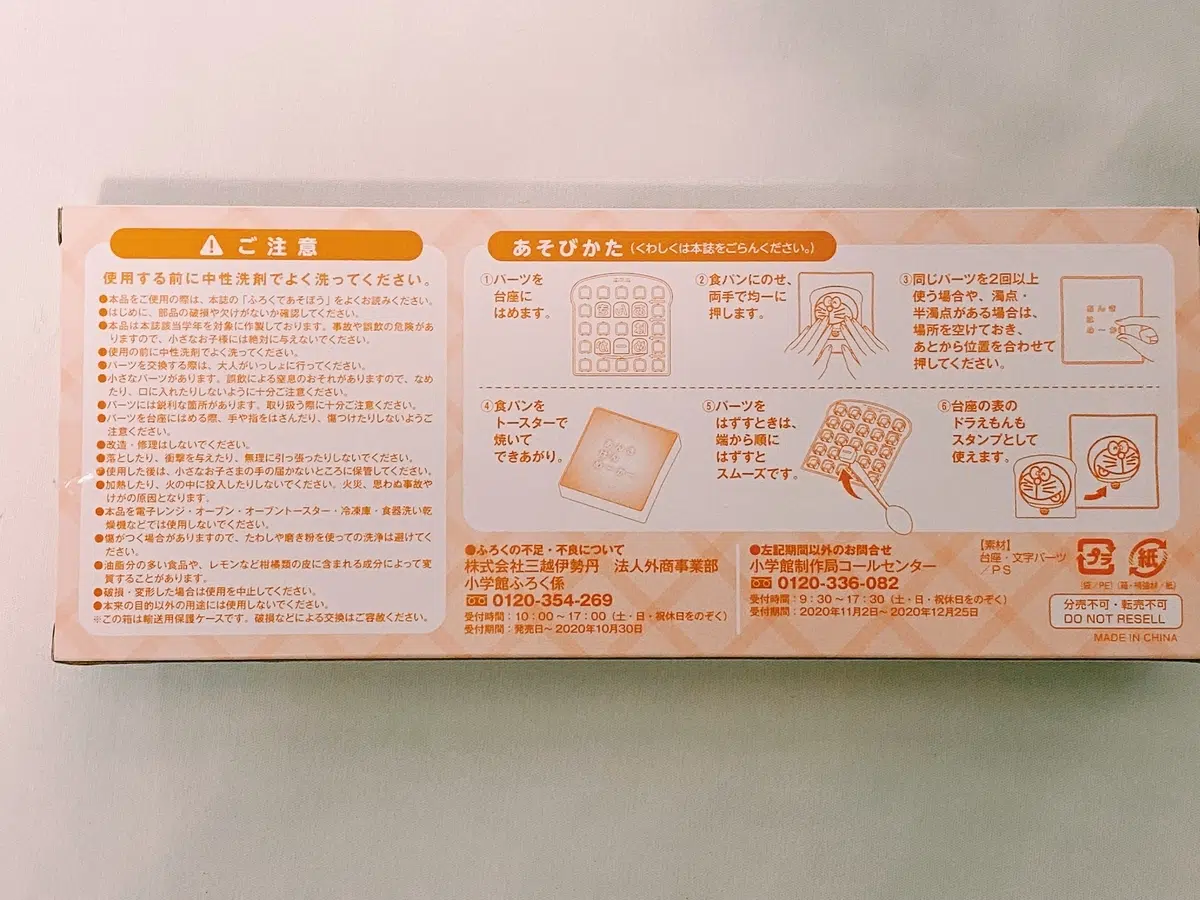 ご注意
使用する前に中性洗剤でよく洗ってください。
●本品をご使用の際は、本誌の「ふろくであそぼう」をよくお読みください。
●はじめに、部品の破損や欠けがないか確認してください。
●本品は本誌該当学年を対象に作製しております。事故や誤飲の危険があ
りますので、小さなお子様には絶対に与えないでください。
●使用の前に中性洗剤でよく洗ってください。
●パーツを交換する際は、大人がいっしょに行ってください。
●小さなパーツがあります。誤飲による窒息のおそれがありますので、なめ
たり、口に入れたりしないように十分ご注意ください。
●パーツには鋭利な箇所があります。取り扱う際に十分ご注意ください。
●パーツを台座にはめる際、手や指をはさんだり、傷つけたりしないようご
注意ください。
●改造・修理はしないでください。
●落としたり、衝撃を与えたり、無理に引っ張ったりしないでください。
●使用した後は、小さなお子さまの手の届かないところに保管してください。
●加熱したり、火の中に投入したりしないでください。火災、思わぬ事故や
けがの原因となります。
●本品を電子レンジ・オーブン・オーブントースター・冷凍庫・食器洗い乾
燥機などでは使用しないでください。
●傷がつく場合がありますので、たわしや磨き粉を使っての洗浄は避けてく
ださい。
●油脂分の多い食品や、レモンなど柑橘類の皮に含まれる成分によって変
質することがあります。
●破損・変形した場合は使用を中止してください。
●本来の目的以外の用途には使用しないでください。
※この箱は輸送用保護ケースです。破損などによる交換はご容赦ください。
あそびかた(くわしくは本誌をごらんください。)
①パーツを
台座に
はめます。
②食パンにのせ、
両手で均一に
押します。
③同じパーツを2回以上
使う場合や、濁点・
半濁点がある場合は、
場所を空けておき、
あとから位置を合わせて
押してください。
④食パンを
トースターで
焼いて
できあがり。
⑤パーツを
はずすときは、
端から順に
はずすと
スムーズです。
⑥台座の表の
ドラえもんも
スタンプとして
使えます。
●ふろくの不足・不良について
株式会社三越伊勢丹 法人外商事業部
小学館ふろく係
0120-354-269
受付時間:10:00〜17:00(土・日・祝休日をのぞく)
受付期間:発売日〜2020年10月30日
●左記期間以外のお問合せ
小学館制作局コールセンター
0120-336-082
受付時間:9:30〜17:30(土・日・祝休日をのぞく)
受付期間:2020年11月2日〜2020年12月25日
【素材】
台座・文字パーツ
/PS
プラ
紙
(袋/PE)(箱・補強材/紙)
分売不可・転売不可
DO NOT RESELL
MADE IN CHINA